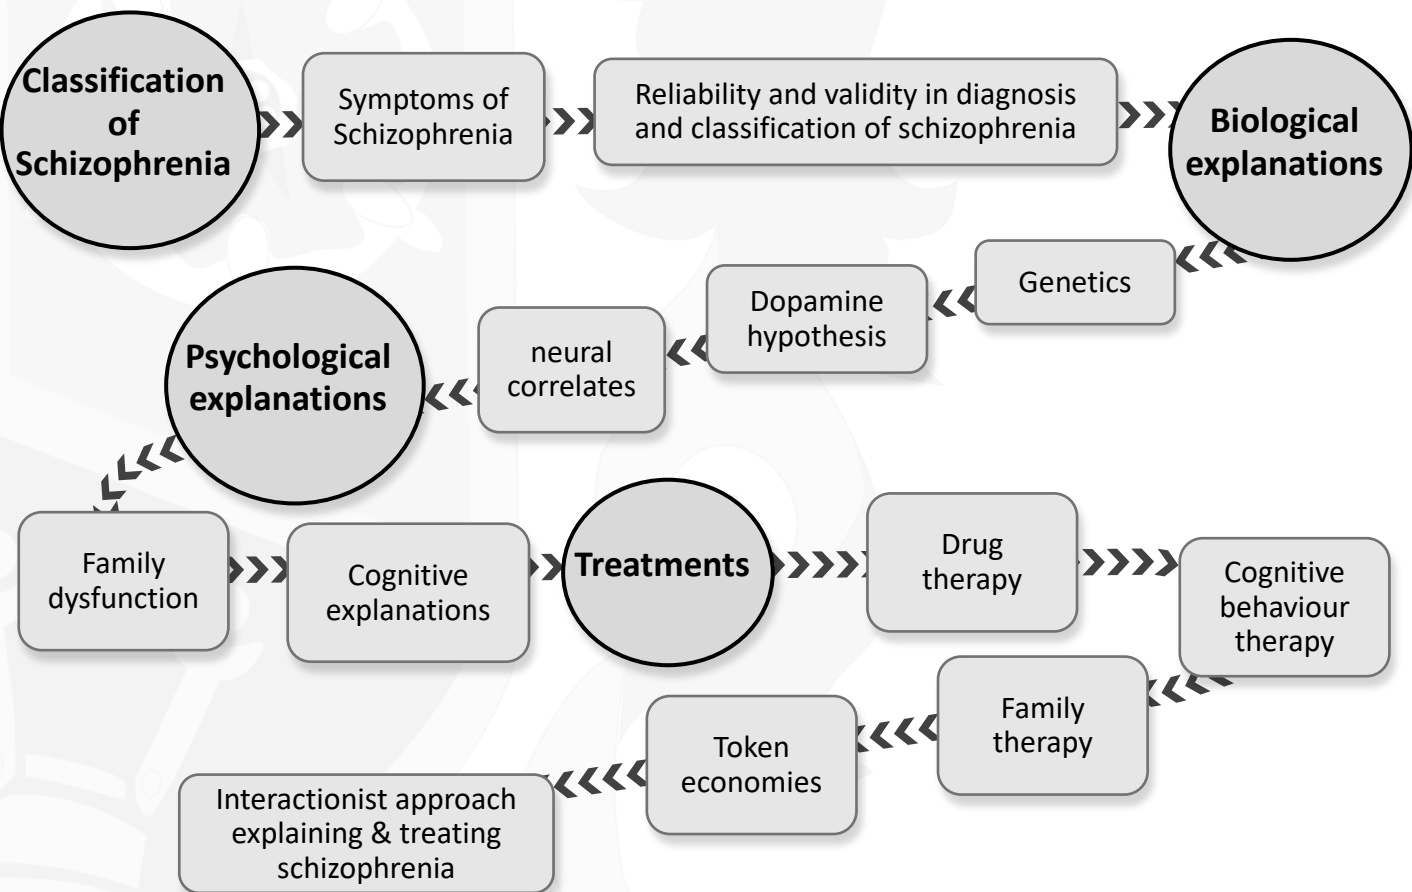 Classification
of
Schizophrenia
Symptoms of
Schizophrenia
Reliability and validity in diagnosis
and classification of schizophrenia
Biological
explanations
Genetics
Dopamine
hypothesis
neural
correlates
Psychological
explanations
Family
dysfunction
Cognitive
explanations
Treatments
Drug
therapy
Cognitive
behaviour
therapy
Family
therapy
Token
economies
Interactionist approach
explaining & treating
schizophrenia